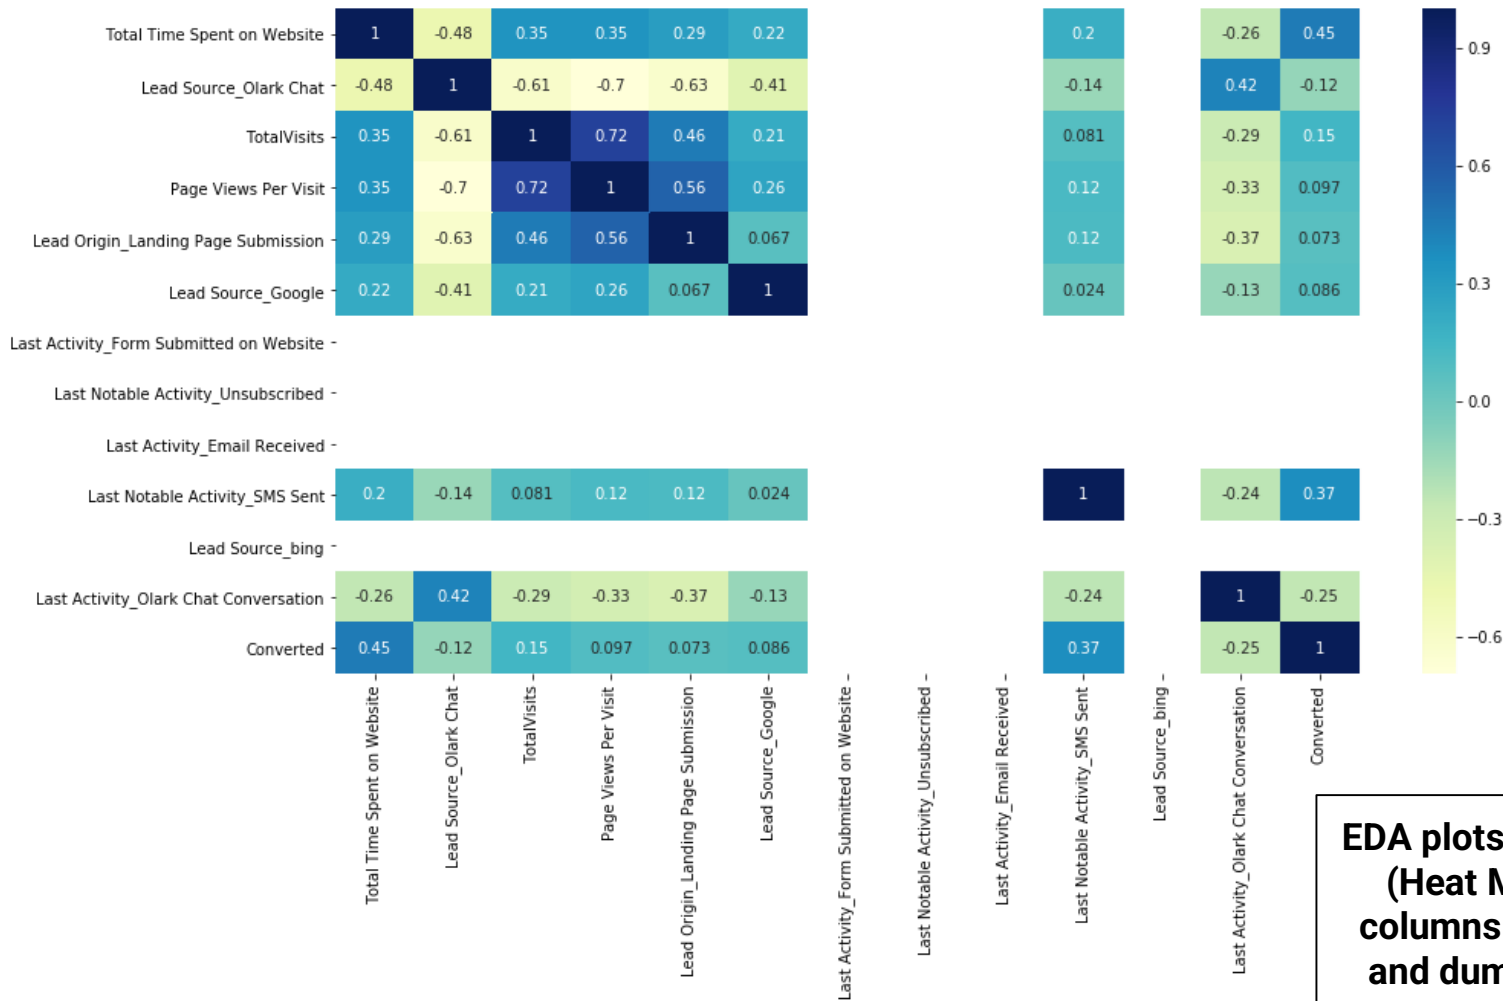 Total Time Spent on Website 1 -0.48 0.35 0.35 0.29 0.22 0.2 -0.26 0.45
Lead Source_Olark Chat -0.48 1 -0.61 -0.7 -0.63 -0.41 -0.14 0.42 -0.12
TotalVisits 0.35 -0.61 1 0.72 0.46 0.21 0.081 -0.29 0.15
Page Views Per Visit 0.35 -0.7 0.72 1 0.56 0.26 0.12 -0.33 0.097
Lead Origin_Landing Page Submission 0.29 -0.63 0.46 0.56 1 0.067 0.12 -0.37 0.073
Lead Source_Google 0.22 -0.41 0.21 0.26 0.067 1 0.024 -0.13 0.086
Last Activity_Form Submitted on Website
Last Notable Activity_Unsubscribed
Last Activity_Email Received
Last Notable Activity_SMS Sent 0.2 -0.14 0.081 0.12 0.12 0.024 1 -0.24 0.37
Lead Source_bing
Last Activity_Olark Chat Conversation -0.26 0.42 -0.29 -0.33 -0.37 -0.13 -0.24 1 -0.25
Converted 0.45 -0.12 0.15 0.097 0.073 0.086 0.37 -0.25 1
Total Time Spent on Website
Lead Source_Olark Chat
TotalVisits
Page Views Per Visit
Lead Origin_Landing Page Submission
Lead Source_Google
Last Activity_Form Submitted on Website
Last Notable Activity_Unsubscribed
Last Activity_Email Received
Last Notable Activity_SMS Sent
Lead Source_bing
Last Activity_Olark Chat Conversation
Converted
0.9
0.6
0.3
0.0
−0.3
−0.6
EDA plots
(Heat
columns
and